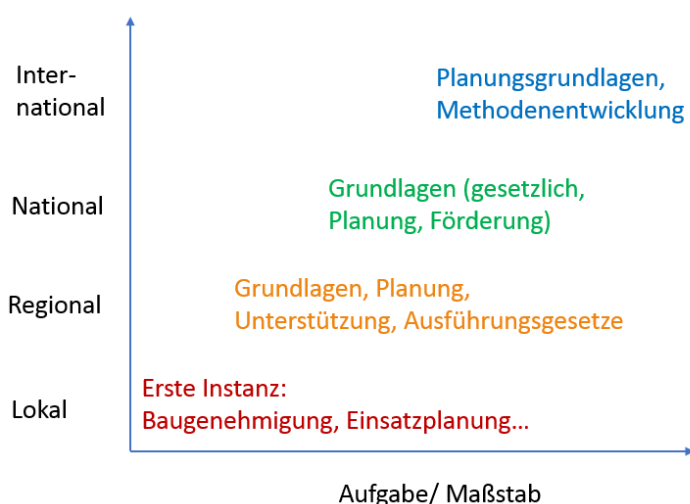 Inter-
national
Planungsgrundlagen,
Methodenentwicklung
National
Grundlagen (gesetzlich,
Planung, Förderung)
Regional
Grundlagen, Planung,
Unterstützung, Ausführungsgesetze
Lokal
Erste Instanz:
Baugenehmigung, Einsatzplanung…
Aufgabe/ Maßstab